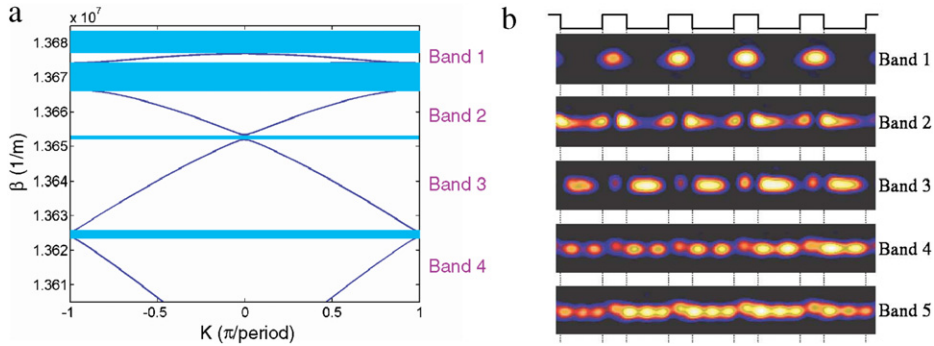 a
β (1/m)
× 10⁷
1.368
1.367
1.366
1.365
1.364
1.363
1.362
1.361
-1
-0.5
0
0.5
1
K (π/period)
Band 1
Band 2
Band 3
Band 4
b
Band 1
Band 2
Band 3
Band 4
Band 5